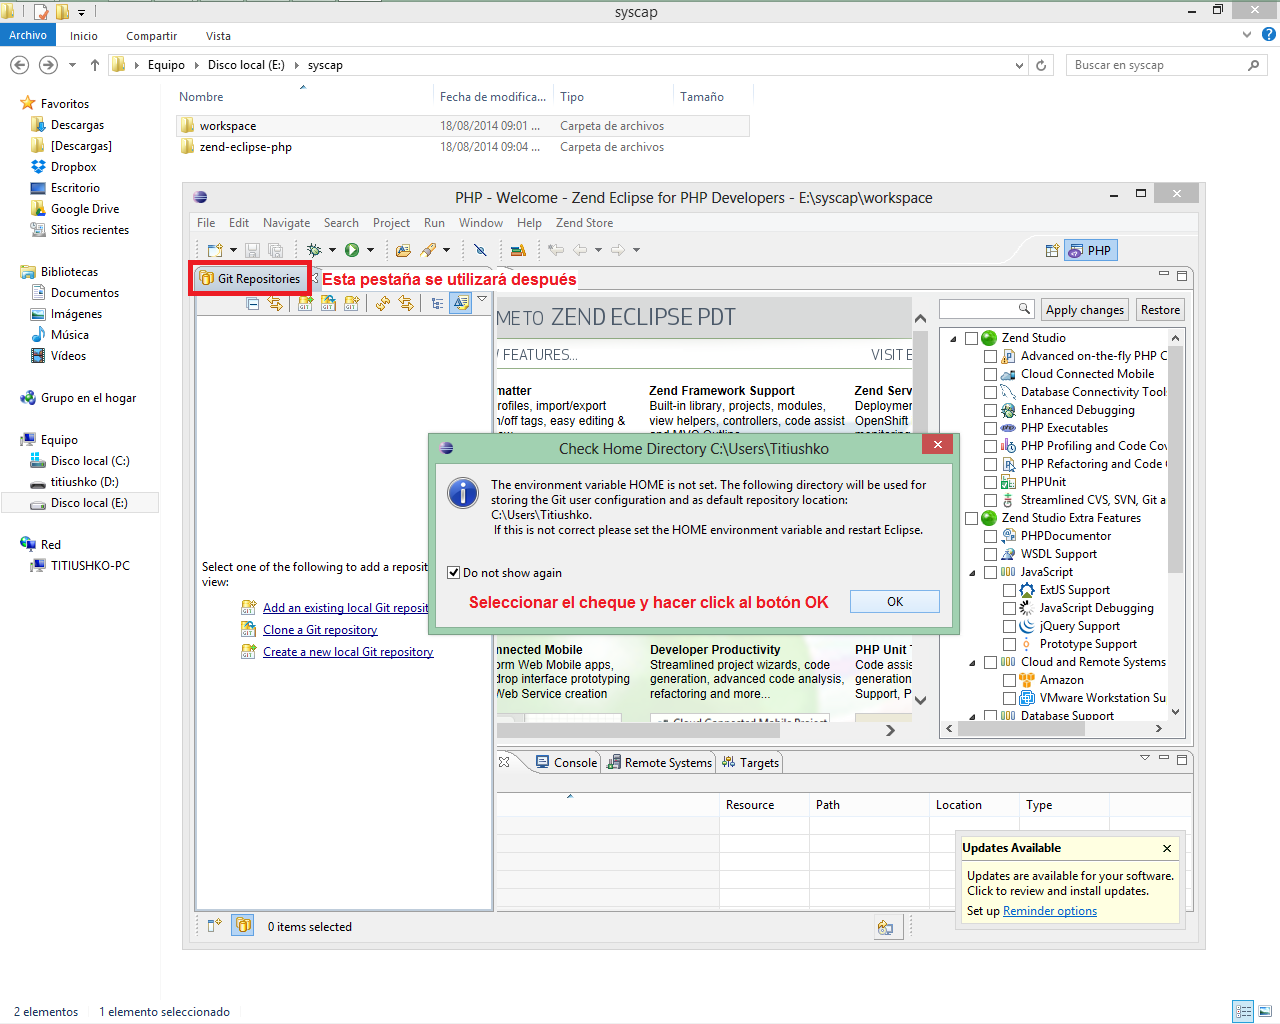 syscap
Archivo
Inicio
Compartir
Vista
Equipo
Disco local (E:)
syscap
Buscar en syscap
Nombre
Fecha de modifica...
Tipo
Tamaño
workspace
18/08/2014 09:01 ...
Carpeta de archivos
zend-eclipse-php
18/08/2014 09:04 ...
Carpeta de archivos
Favoritos
Descargas
[Descargas]
Dropbox
Escritorio
Google Drive
Sitios recientes
Bibliotecas
Documentos
Imágenes
Música
Vídeos
Grupo en el hogar
Equipo
Disco local (C:)
titiushko (D:)
Disco local (E:)
Red
TITIUSHKO-PC
PHP - Welcome - Zend Eclipse for PHP Developers - E:\syscap\workspace
File Edit Navigate Search Project Run Window Help Zend Store
PHP
Git Repositories
Esta pestaña se utilizará después
Select one of the following to add a reposit
view:
Add an existing local Git reposit
Clone a Git repository
Create a new local Git repository
ME TO ZEND ECLIPSE PDT
FEATURES...
VISIT E
matter
rofiles, import/export
n/off tags, easy editing &
Zend Framework Support
Built-in library, projects, modules,
view helpers, controllers, code assist
and MVC Outline
Zend Serv
Deploymer
OpenShift
monitoring
Check Home Directory C:\Users\Titiushko
The environment variable HOME is not set. The following directory will be used for
storing the Git user configuration and as default repository location:
C:\Users\Titiushko.
If this is not correct please set the HOME environment variable and restart Eclipse.
Do not show again
Seleccionar el cheque y hacer click al botón OK
OK
nnected Mobile
orm Web Mobile apps,
drop interface prototyping
Web Service creation
Developer Productivity
Streamlined project wizards, code
generation, advanced code analysis,
refactoring and more...
PHP Unit T
Code assis
generation
Support, P
Cloud Connected Mobile Project
Apply changes
Restore
Zend Studio
Advanced on-the-fly PHP C
Cloud Connected Mobile
Database Connectivity Tool
Enhanced Debugging
PHP Executables
PHP Profiling and Code Cov
PHP Refactoring and Code
PHPUnit
Streamlined CVS, SVN, Git a
Zend Studio Extra Features
PHPDocumentor
WSDL Support
JavaScript
ExtJS Support
JavaScript Debugging
jQuery Support
Prototype Support
Cloud and Remote Systems
Amazon
VMware Workstation Su
Database Support
Console
Remote Systems
Targets
Resource
Path
Location
Type
Updates Available
Updates are available for your software.
Click to review and install updates.
Set up Reminder options
0 items selected
2 elementos
1 elemento seleccionado